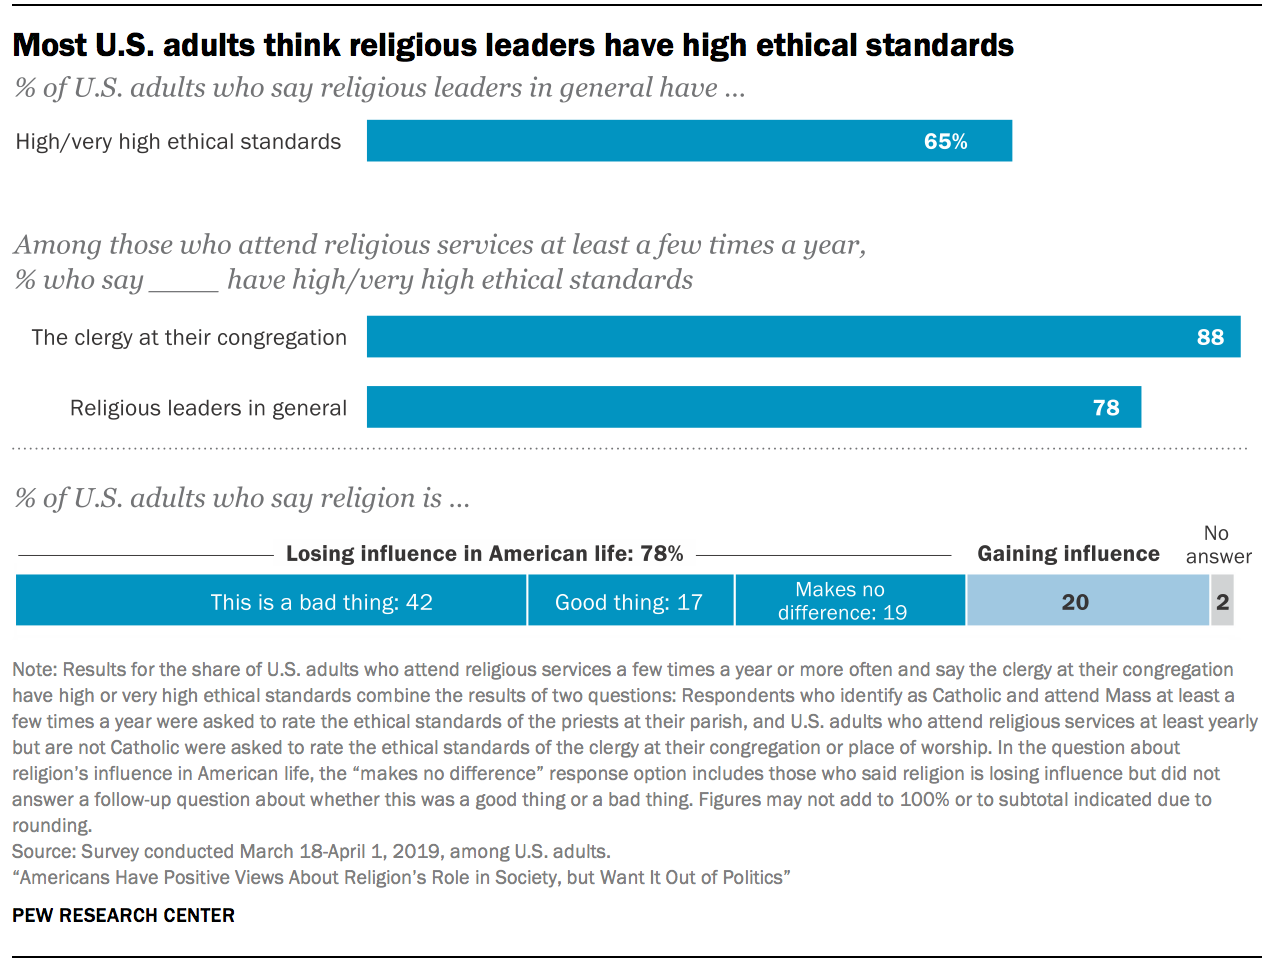 Most U.S. adults think religious leaders have high ethical standards
% of U.S. adults who say religious leaders in general have ...
High/very high ethical standards 65%
Among those who attend religious services at least a few times a year,
% who say ____ have high/very high ethical standards
The clergy at their congregation 88
Religious leaders in general 78
% of U.S. adults who say religion is ...
Losing influence in American life: 78% Gaining influence No answer
This is a bad thing: 42 Good thing: 17 Makes no difference: 19 20 2
Note: Results for the share of U.S. adults who attend religious services a few times a year or more often and say the clergy at their congregation
have high or very high ethical standards combine the results of two questions: Respondents who identify as Catholic and attend Mass at least a
few times a year were asked to rate the ethical standards of the priests at their parish, and U.S. adults who attend religious services at least yearly
but are not Catholic were asked to rate the ethical standards of the clergy at their congregation or place of worship. In the question about
religion's influence in American life, the “makes no difference” response option includes those who said religion is losing influence but did not
answer a follow-up question about whether this was a good thing or a bad thing. Figures may not add to 100% or to subtotal indicated due to
rounding.
Source: Survey conducted March 18-April 1, 2019, among U.S. adults.
“Americans Have Positive Views About Religion’s Role in Society, but Want It Out of Politics”
PEW RESEARCH CENTER